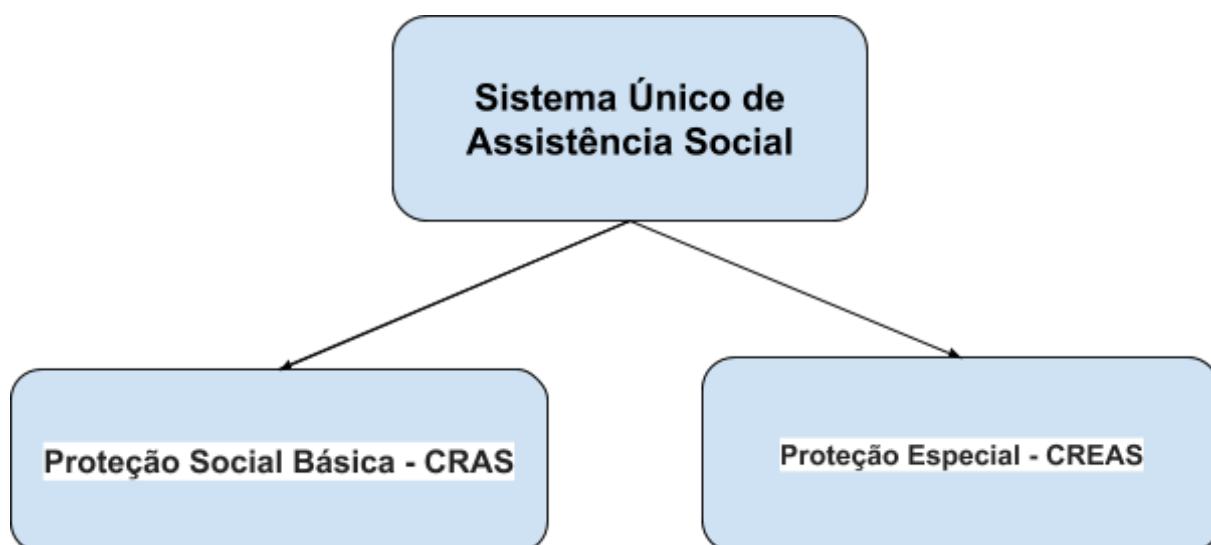 Sistema Único de
Assistência Social
Proteção Social Básica - CRAS
Proteção Especial - CREAS